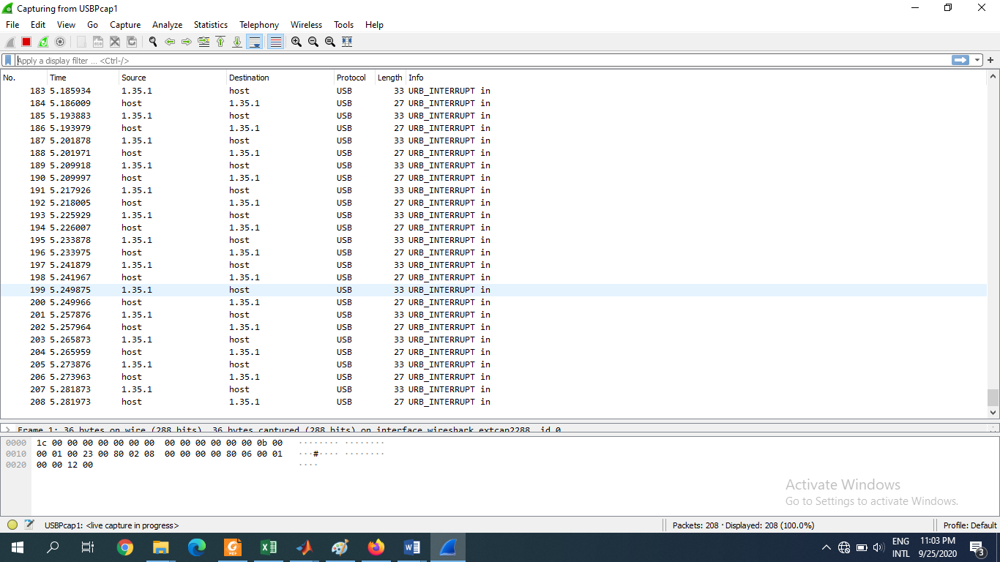 Capturing from USBPcap1
File Edit View Go Capture Analyze Statistics Telephony Wireless Tools Help
Apply a display filter ... <Ctrl-/>
No. Time Source Destination Protocol Length Info
183 5.185934 1.35.1 host USB 33 URB_INTERRUPT in
184 5.186009 host 1.35.1 USB 27 URB_INTERRUPT in
185 5.193883 1.35.1 host USB 33 URB_INTERRUPT in
186 5.193979 host 1.35.1 USB 27 URB_INTERRUPT in
187 5.201878 1.35.1 host USB 33 URB_INTERRUPT in
188 5.201971 host 1.35.1 USB 27 URB_INTERRUPT in
189 5.209918 1.35.1 host USB 33 URB_INTERRUPT in
190 5.209997 host 1.35.1 USB 27 URB_INTERRUPT in
191 5.217926 1.35.1 host USB 33 URB_INTERRUPT in
192 5.218005 host 1.35.1 USB 27 URB_INTERRUPT in
193 5.225929 1.35.1 host USB 33 URB_INTERRUPT in
194 5.226007 host 1.35.1 USB 27 URB_INTERRUPT in
195 5.233878 1.35.1 host USB 33 URB_INTERRUPT in
196 5.233975 host 1.35.1 USB 27 URB_INTERRUPT in
197 5.241879 1.35.1 host USB 33 URB_INTERRUPT in
198 5.241967 host 1.35.1 USB 27 URB_INTERRUPT in
199 5.249875 1.35.1 host USB 33 URB_INTERRUPT in
200 5.249966 host 1.35.1 USB 27 URB_INTERRUPT in
201 5.257876 1.35.1 host USB 33 URB_INTERRUPT in
202 5.257964 host 1.35.1 USB 27 URB_INTERRUPT in
203 5.265873 1.35.1 host USB 33 URB_INTERRUPT in
204 5.265959 host 1.35.1 USB 27 URB_INTERRUPT in
205 5.273876 1.35.1 host USB 33 URB_INTERRUPT in
206 5.273963 host 1.35.1 USB 27 URB_INTERRUPT in
207 5.281873 1.35.1 host USB 33 URB_INTERRUPT in
208 5.281973 host 1.35.1 USB 27 URB_INTERRUPT in
Frame 1: 36 bytes on wire (288 bits), 36 bytes captured (288 bits) on interface wireshark_extcap2288, id 0
0000 1c 00 00 00 00 00 00 00 00 00 00 00 00 00 0b 00 ········ ········
0010 00 01 00 23 00 80 02 08 00 00 00 00 80 06 00 01 ···#···· ········
0020 00 00 12 00 ····
Activate Windows
Go to Settings to activate Windows.
USBPcap1: <live capture in progress> Packets: 208 · Displayed: 208 (100.0%) Profile: Default
ENG 11:03 PM
INTL 9/25/2020 3